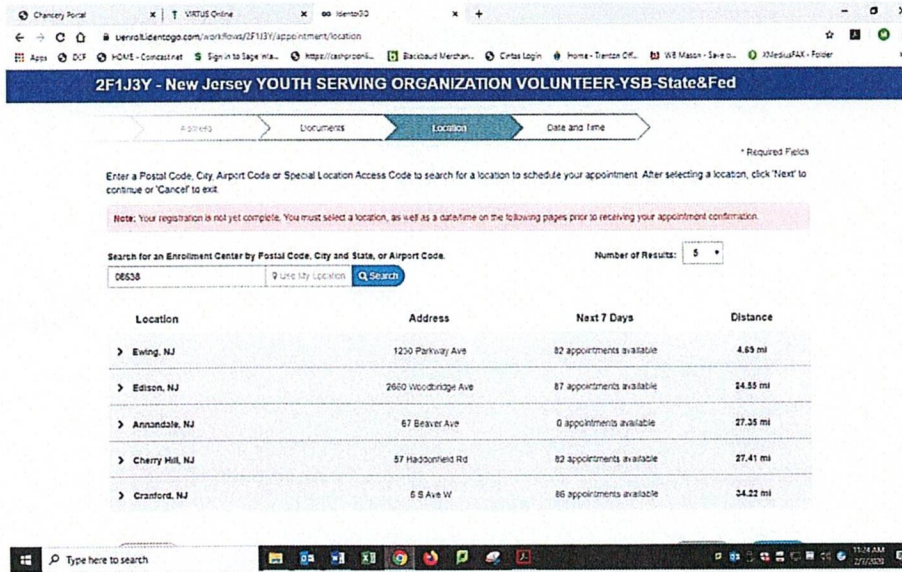 Chancery Portal
VIRTUS Online
IdentoGO
uenroll.identogo.com/workflows/2F1J3Y/appointment/location
Apps DCF HOME - Comcast.net Sign in to Sage Inta... https://cashproonli... Blackbaud Merchan... Cintas Login Home - Trenton Off... WB Mason - Save o... XMediusFAX - Folder
2F1J3Y - New Jersey YOUTH SERVING ORGANIZATION VOLUNTEER-YSB-State&Fed
Address Documents Location Date and Time
* Required Fields
Enter a Postal Code, City, Airport Code or Special Location Access Code to search for a location to schedule your appointment. After selecting a location, click 'Next' to
continue or 'Cancel' to exit.
Note: Your registration is not yet complete. You must select a location, as well as a date/time on the following pages prior to receiving your appointment confirmation.
Search for an Enrollment Center by Postal Code, City and State, or Airport Code. Number of Results: 5
08638 Use My Location Search
Location Address Next 7 Days Distance
Ewing, NJ 1230 Parkway Ave 82 appointments available 4.65 mi
Edison, NJ 2660 Woodbridge Ave 87 appointments available 24.55 mi
Annandale, NJ 67 Beaver Ave 0 appointments available 27.35 mi
Cherry Hill, NJ 57 Haddonfield Rd 82 appointments available 27.41 mi
Cranford, NJ 6 S Ave W 86 appointments available 34.22 mi
Type here to search
11:24 AM
2/7/2020